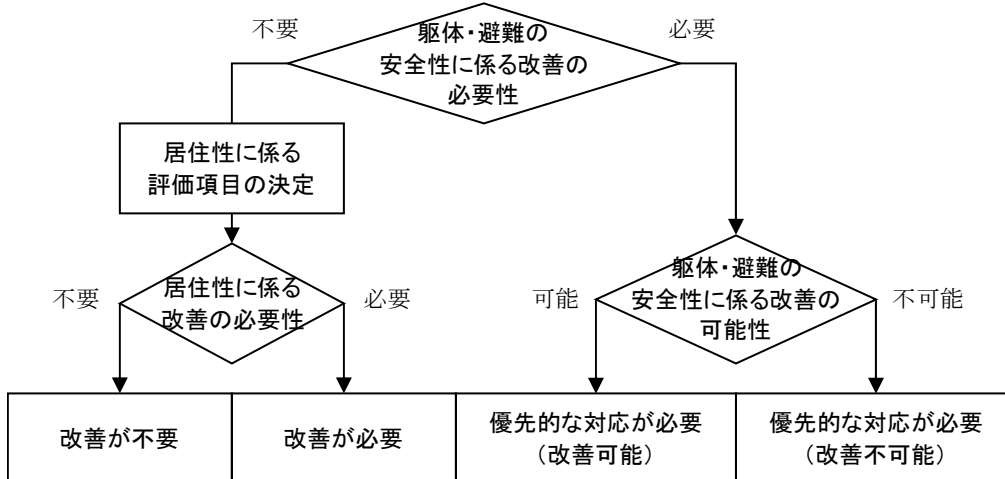 不要
躯体・避難の
安全性に係る改善の
必要性
必要
居住性に係る
評価項目の決定
不要
居住性に係る
改善の必要性
必要
可能
躯体・避難の
安全性に係る改善の
可能性
不可能
改善が不要
改善が必要
優先的な対応が必要
（改善可能）
優先的な対応が必要
（改善不可能）